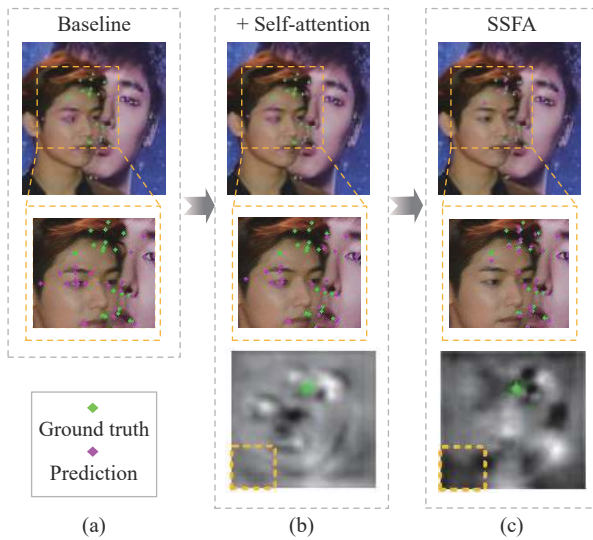 Baseline
+ Self-attention
SSFA
Ground truth
Prediction
(a)
(b)
(c)